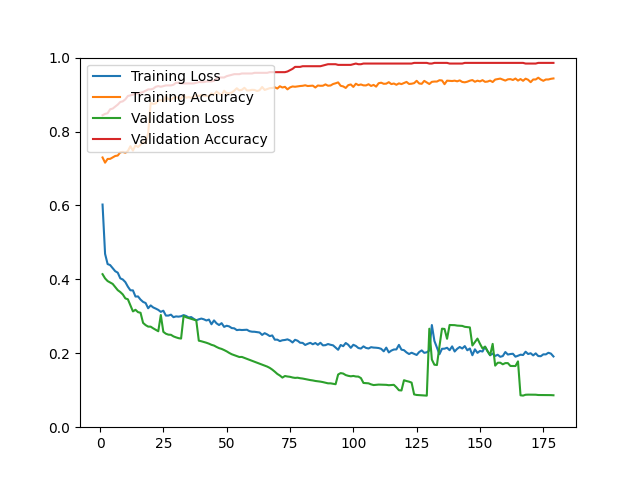 1.0
0.8
0.6
0.4
0.2
0.0
Training Loss
Training Accuracy
Validation Loss
Validation Accuracy
0 25 50 75 100 125 150 175